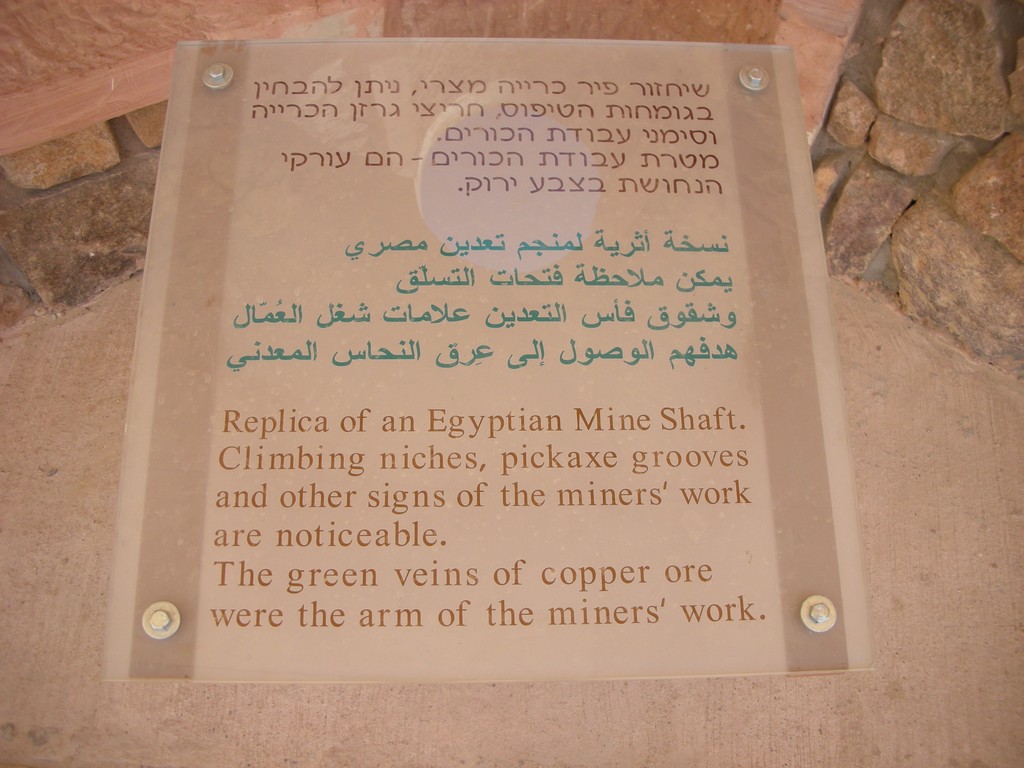 שיחזור פיר כרייה מצרי, ניתן להבחין
בגומחות הטיפוס, חריצי גרזן הכרייה
וסימני עבודת הכורים.
מטרת עבודת הכורים - הם עורקי
הנחושת בצבע ירוק.
نسخة أثرية لمنجم تعدين مصري
يمكن ملاحظة فتحات التسلّق
وشقوق فأس التعدين علامات شغل العُمّال
هدفهم الوصول إلى عِرق النحاس المعدني
Replica of an Egyptian Mine Shaft.
Climbing niches, pickaxe grooves
and other signs of the miners' work
are noticeable.
The green veins of copper ore
were the arm of the miners' work.